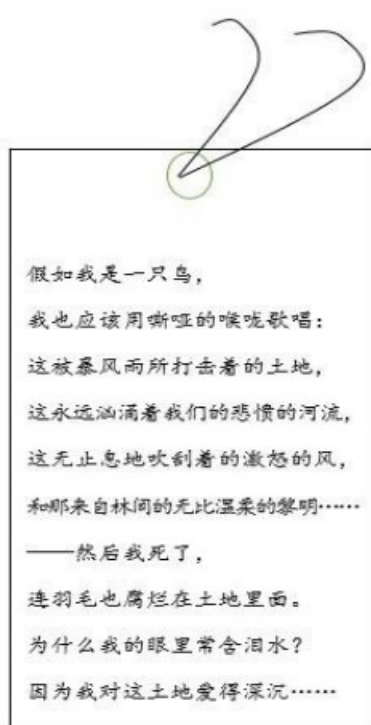 假如我是一只鸟，
我也应该用嘶哑的喉咙歌唱：
这被暴风雨所打击着的土地，
这永远汹涌着我们的悲愤的河流，
这无止息地吹刮着的激怒的风，
和那来自林间的无比温柔的黎明……
——然后我死了，
连羽毛也腐烂在土地里面。
为什么我的眼里常含泪水？
因为我对这土地爱得深沉……